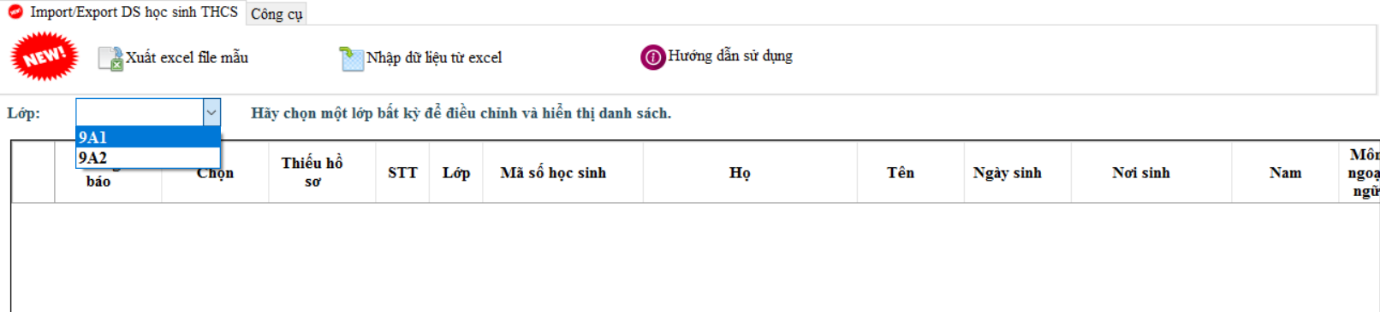 Import/Export DS học sinh THCS Công cụ
NEW! Xuất excel file mẫu Nhập dữ liệu từ excel Hướng dẫn sử dụng
Lớp: Hãy chọn một lớp bất kỳ để điều chỉnh và hiển thị danh sách.
9A1
9A2
báo Chọn Thiếu hồ sơ STT Lớp Mã số học sinh Họ Tên Ngày sinh Nơi sinh Nam Môn ngoạ ngữ